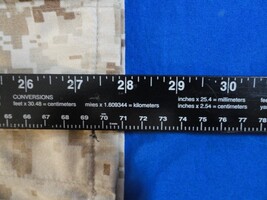 26 27 28 29 30
CONVERSIONS inches x 25.4 = millimeters feet
feet x 30.48 = centimeters miles x 1.609344 = kilometers inches x 2.54 = centimeters
65 66 67 68 69 70 71 72 73 74 75 76 77 78